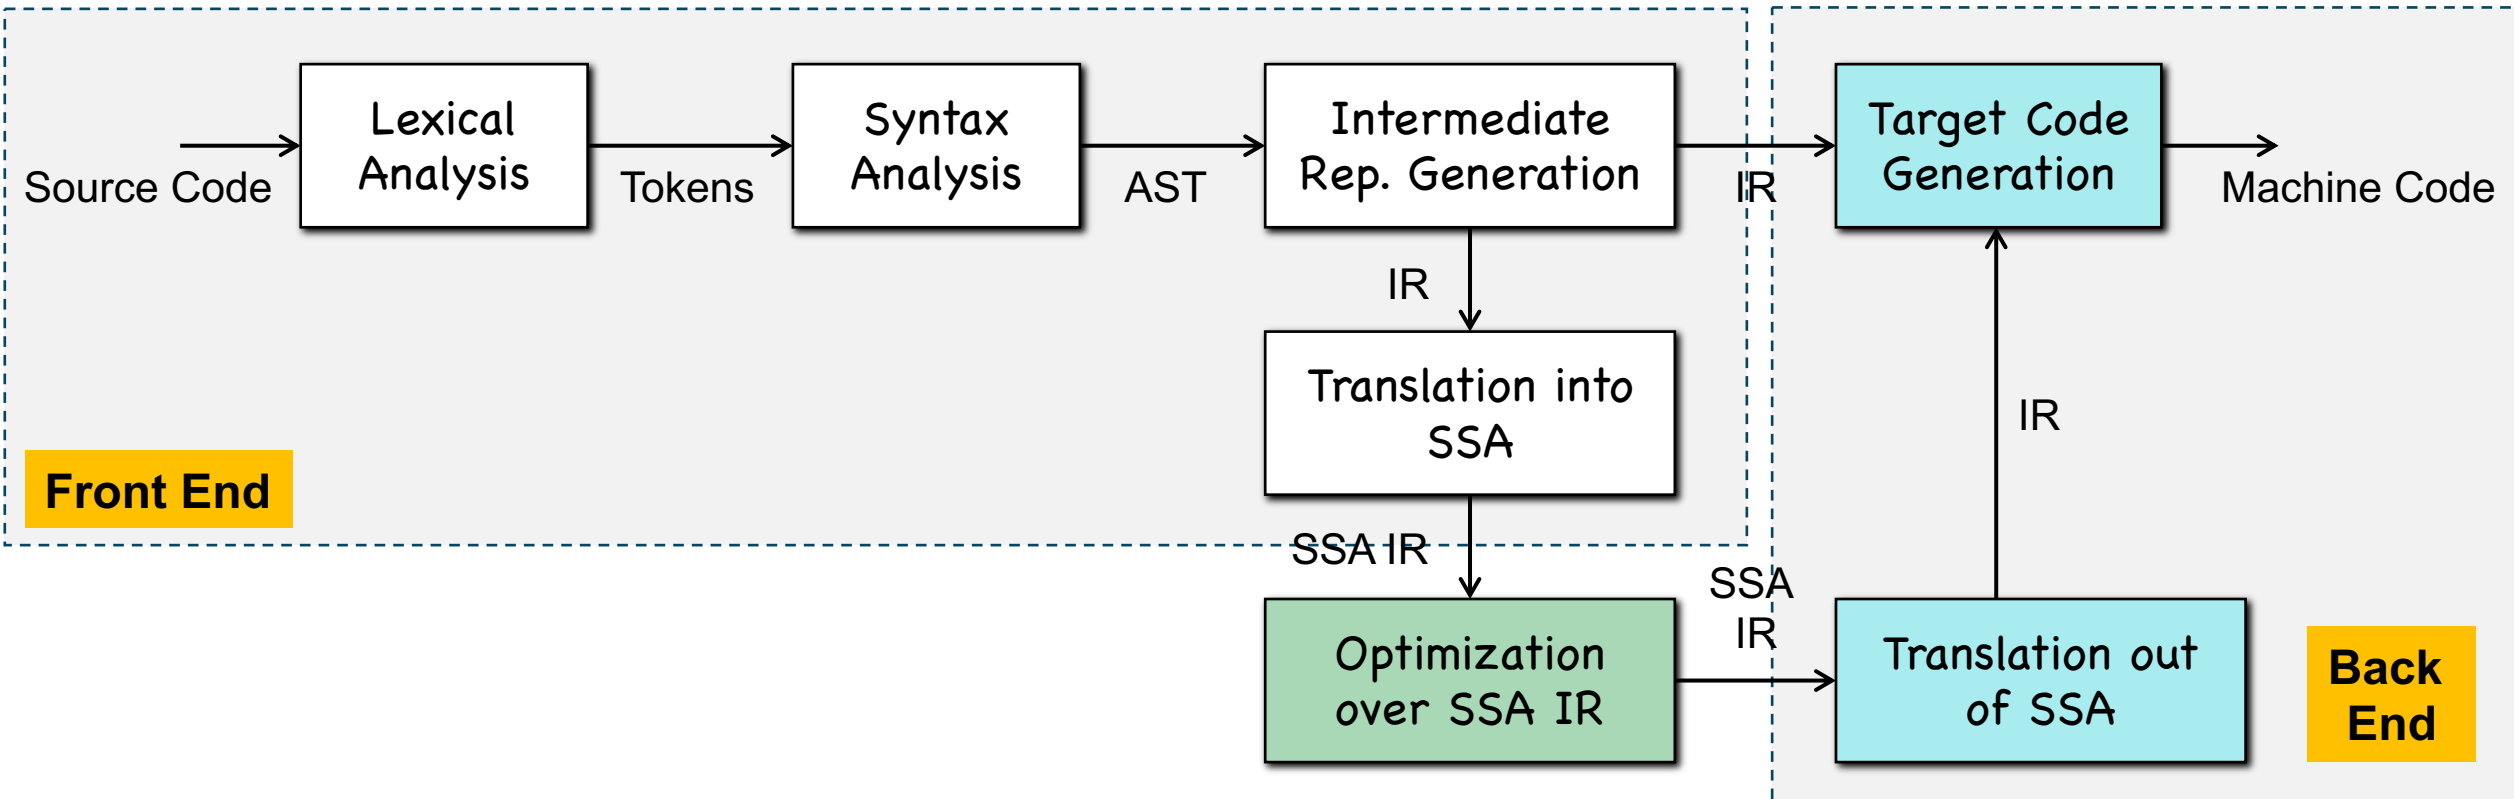 Lexical
Analysis
Syntax
Analysis
Intermediate
Rep. Generation
Target Code
Generation
Source Code
Tokens
AST
IR
Machine Code
IR
Translation into
SSA
IR
Front End
SSA IR
SSA
IR
Optimization
over SSA IR
Translation out
of SSA
Back
End